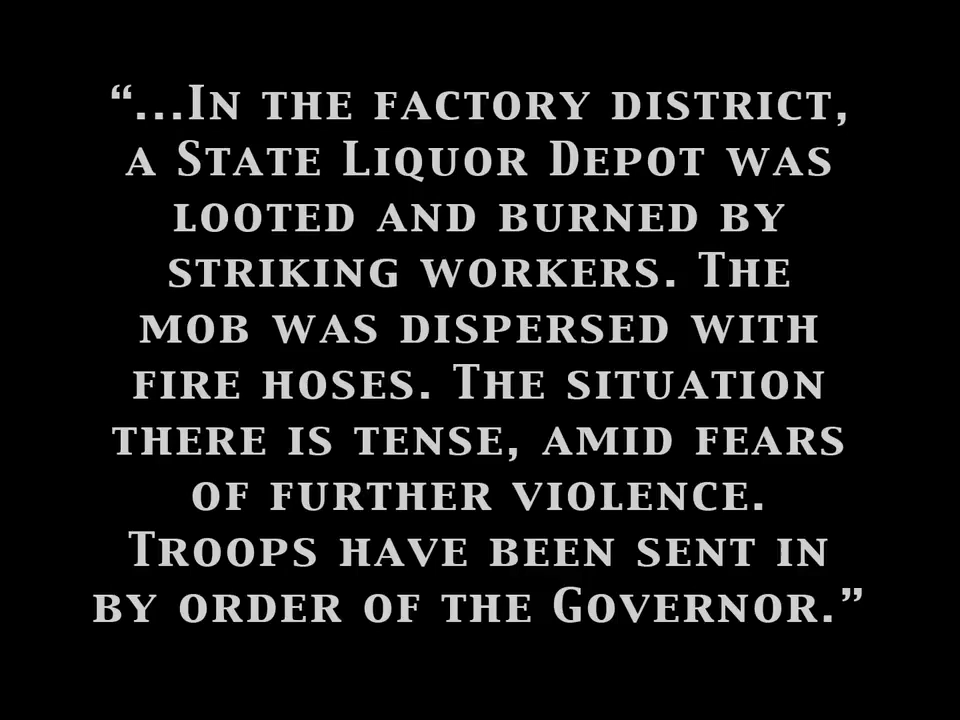 “...In the factory district,
a State Liquor Depot was
looted and burned by
striking workers. The
mob was dispersed with
fire hoses. The situation
there is tense, amid fears
of further violence.
Troops have been sent in
by order of the Governor.”